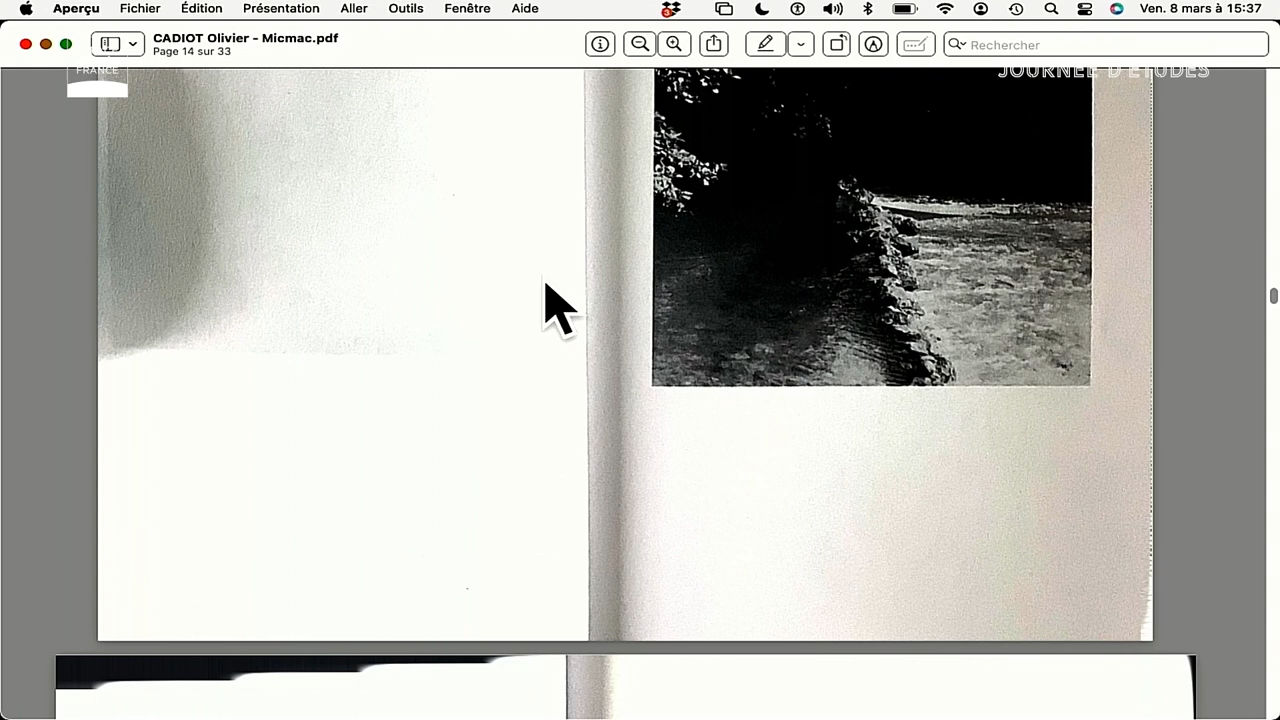 Aperçu Fichier Édition Présentation Aller Outils Fenêtre Aide 3 Ven. 8 mars à 15:37
CADIOT Olivier - Micmac.pdf
Page 14 sur 33
Rechercher
FRANCE
JOURNÉE D'ÉTUDES